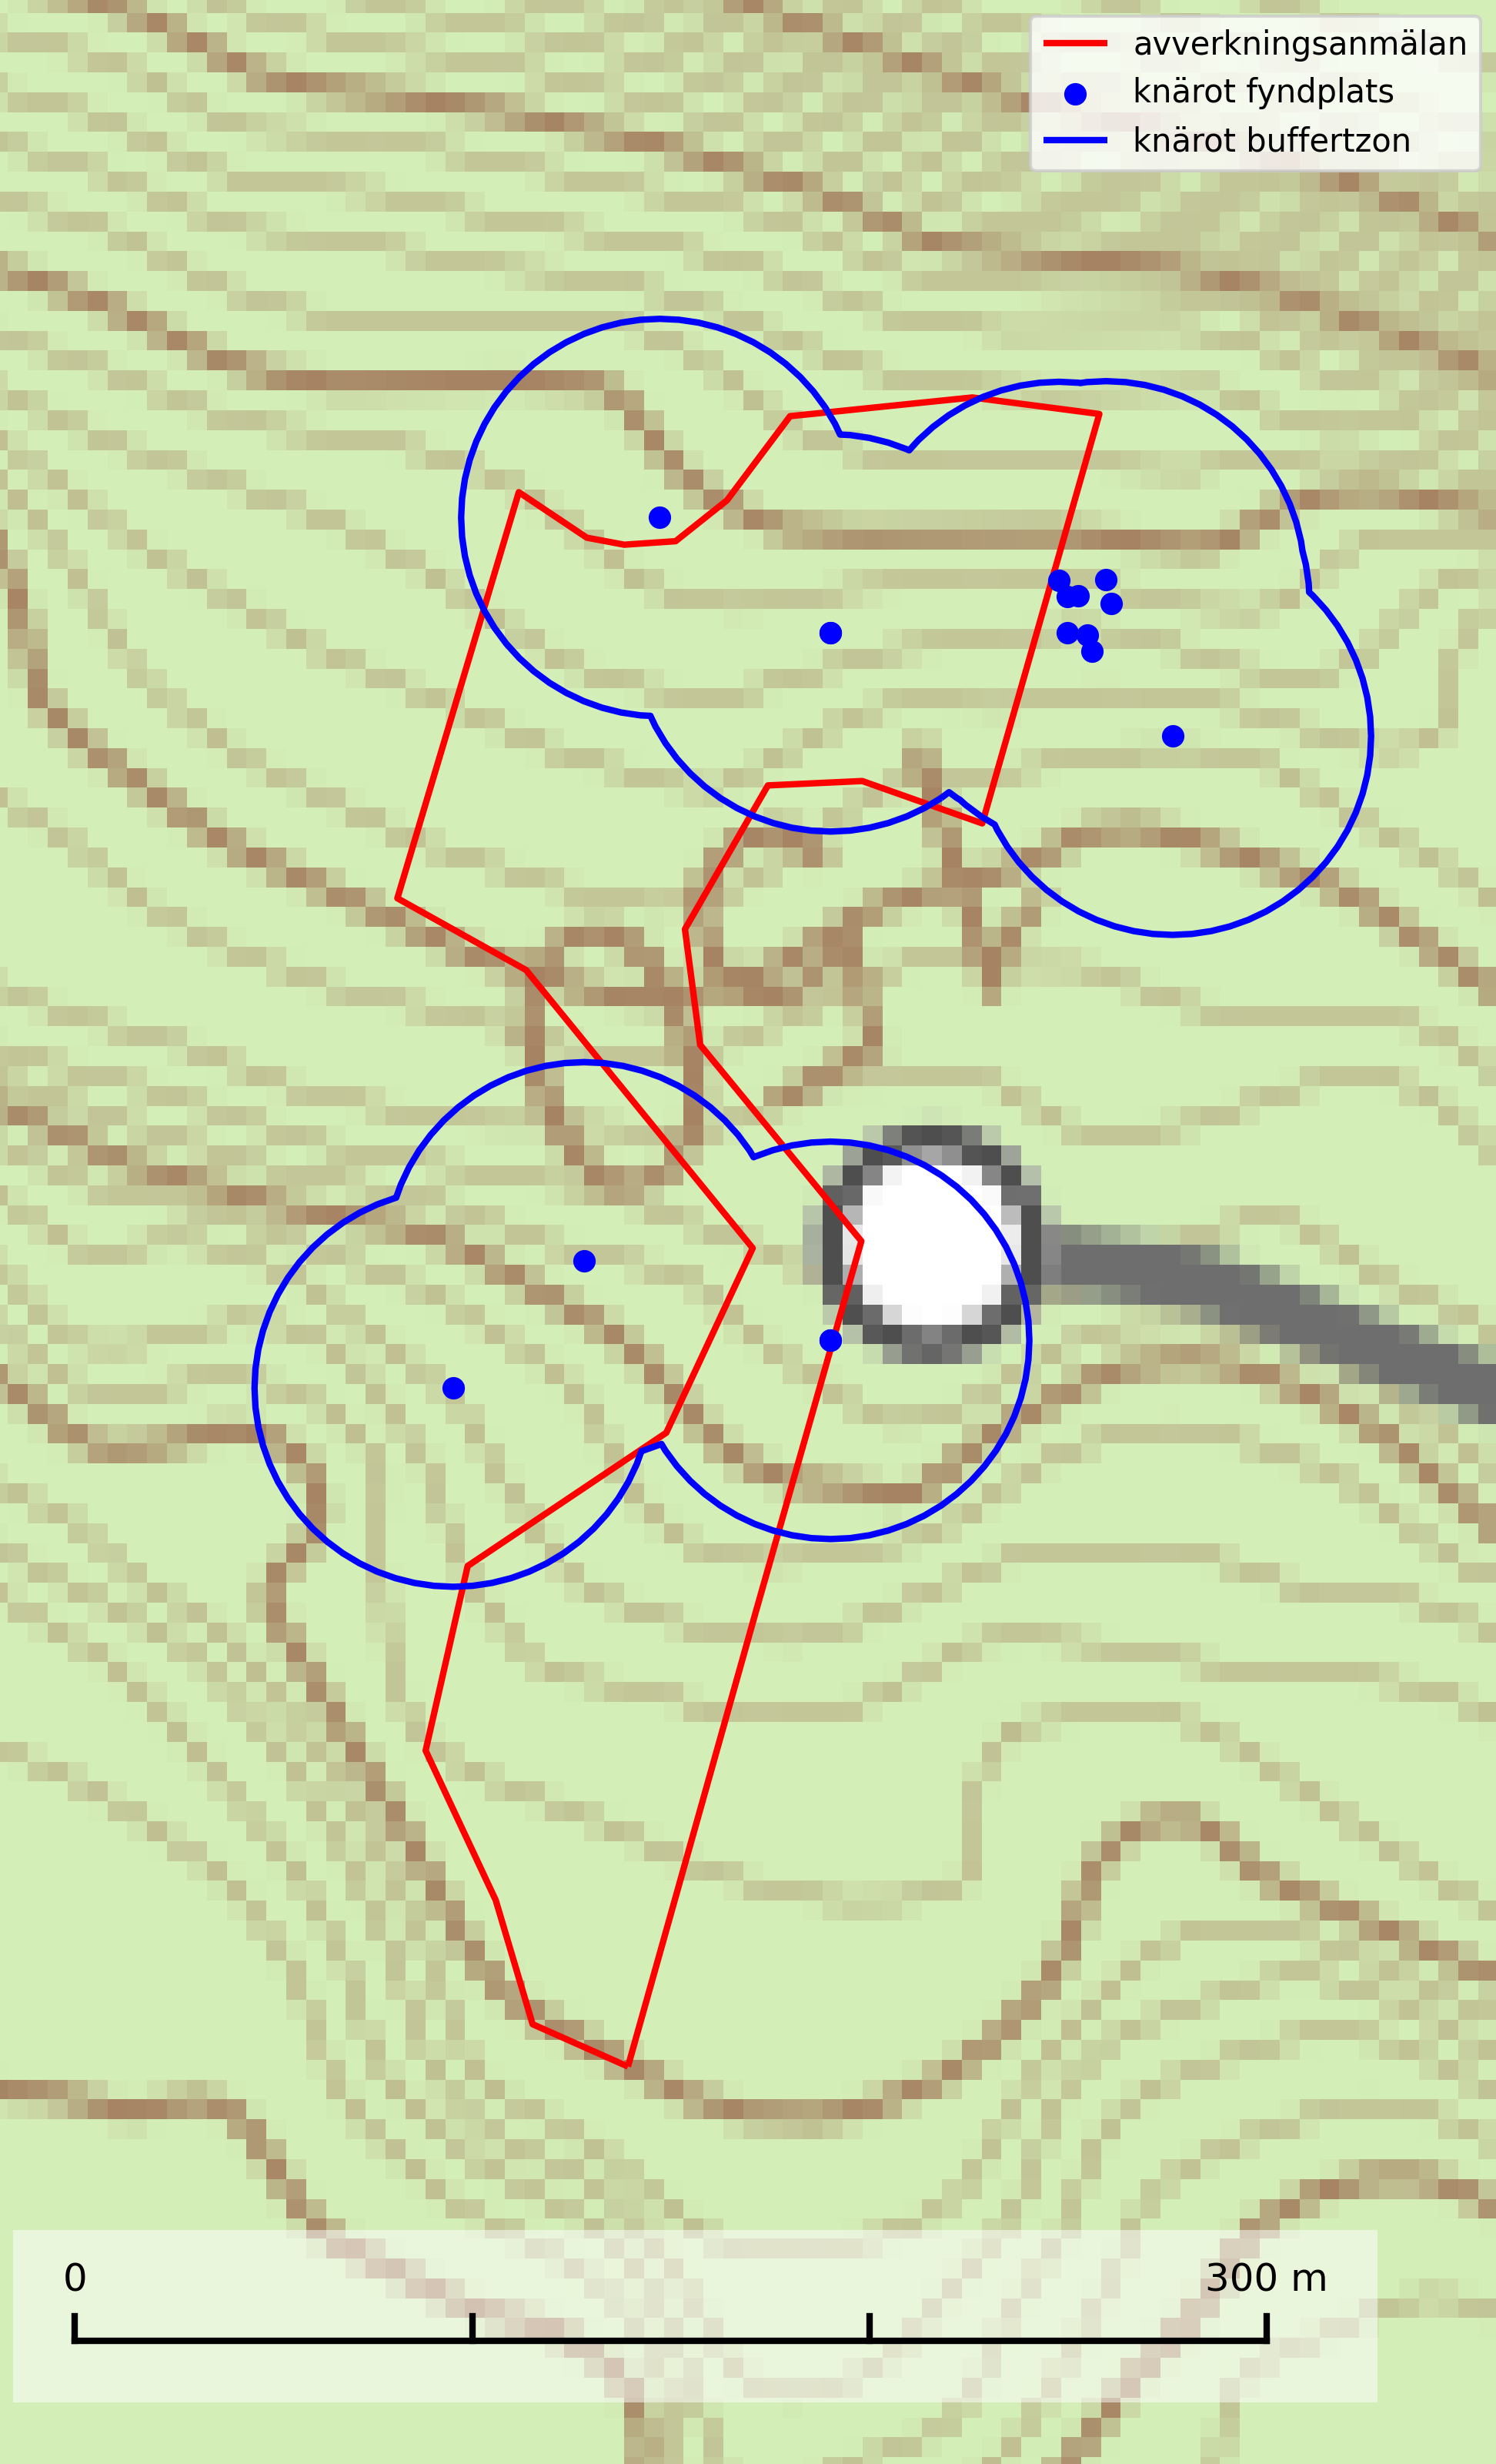 avverkningsanmälan
knärot fyndplats
knärot buffertzon
0 300 m